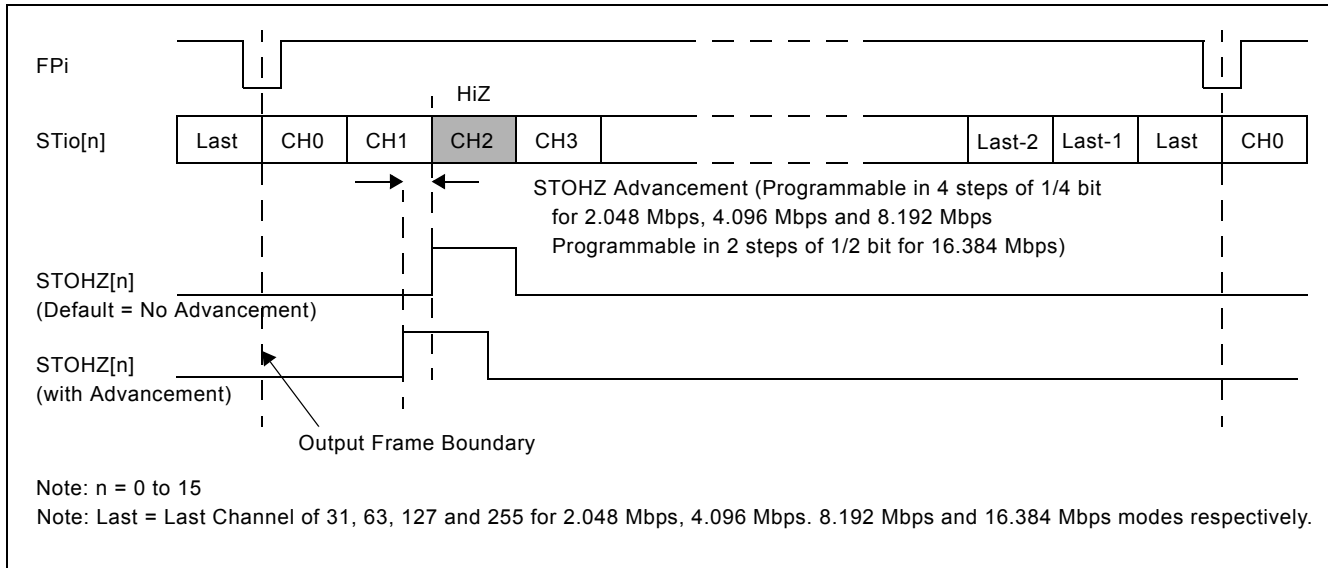 FPi
HiZ
STio[n]
Last CH0 CH1 CH2 CH3 Last-2 Last-1 Last CH0
STOHZ Advancement (Programmable in 4 steps of 1/4 bit
for 2.048 Mbps, 4.096 Mbps and 8.192 Mbps
Programmable in 2 steps of 1/2 bit for 16.384 Mbps)
STOHZ[n]
(Default = No Advancement)
STOHZ[n]
(with Advancement)
Output Frame Boundary
Note: n = 0 to 15
Note: Last = Last Channel of 31, 63, 127 and 255 for 2.048 Mbps, 4.096 Mbps. 8.192 Mbps and 16.384 Mbps modes respectively.